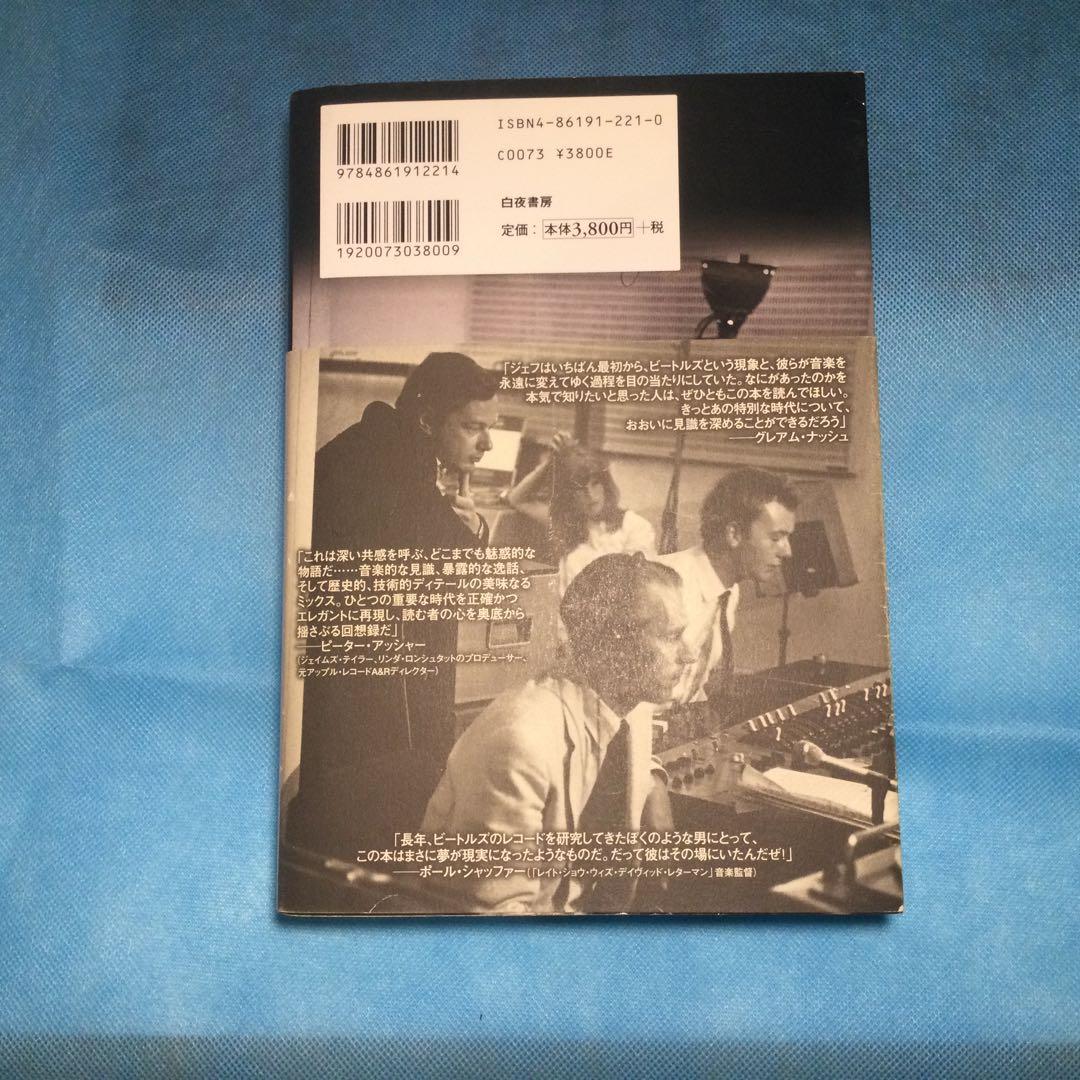 ISBN4-86191-221-0
C0073 ¥3800E
9784861912214
白夜書房
定価：本体3,800円+税
1920073038009
「ジェフはいちばん最初から、ビートルズという現象と、彼らが音楽を
永遠に変えてゆく過程を目の当たりにしていた。なにがあったのかを
本気で知りたいと思った人は、ぜひともこの本を読んでほしい。
きっとあの特別な時代について、
おおいに見識を深めることができるだろう」
――グレアム・ナッシュ
「これは深い共感を呼ぶ、どこまでも魅惑的な
物語だ……音楽的な見識、暴露的な逸話、
そして歴史的、技術的ディテールの美味なる
ミックス。ひとつの重要な時代を正確かつ
エレガントに再現し、読む者の心を奥底から
揺さぶる回想録だ」
――ピーター・アッシャー
(ジェイムズ・テイラー、リンダ・ロンシュタットのプロデューサー、
元アップル・レコードA&Rディレクター)
「長年、ビートルズのレコードを研究してきたぼくのような男にとって、
この本はまさに夢が現実になったようなものだ。だって彼はその場にいたんだぜ!」
――ポール・シャッファー(「レイト・ショウ・ウィズ・デイヴィッド・レターマン」音楽監督)